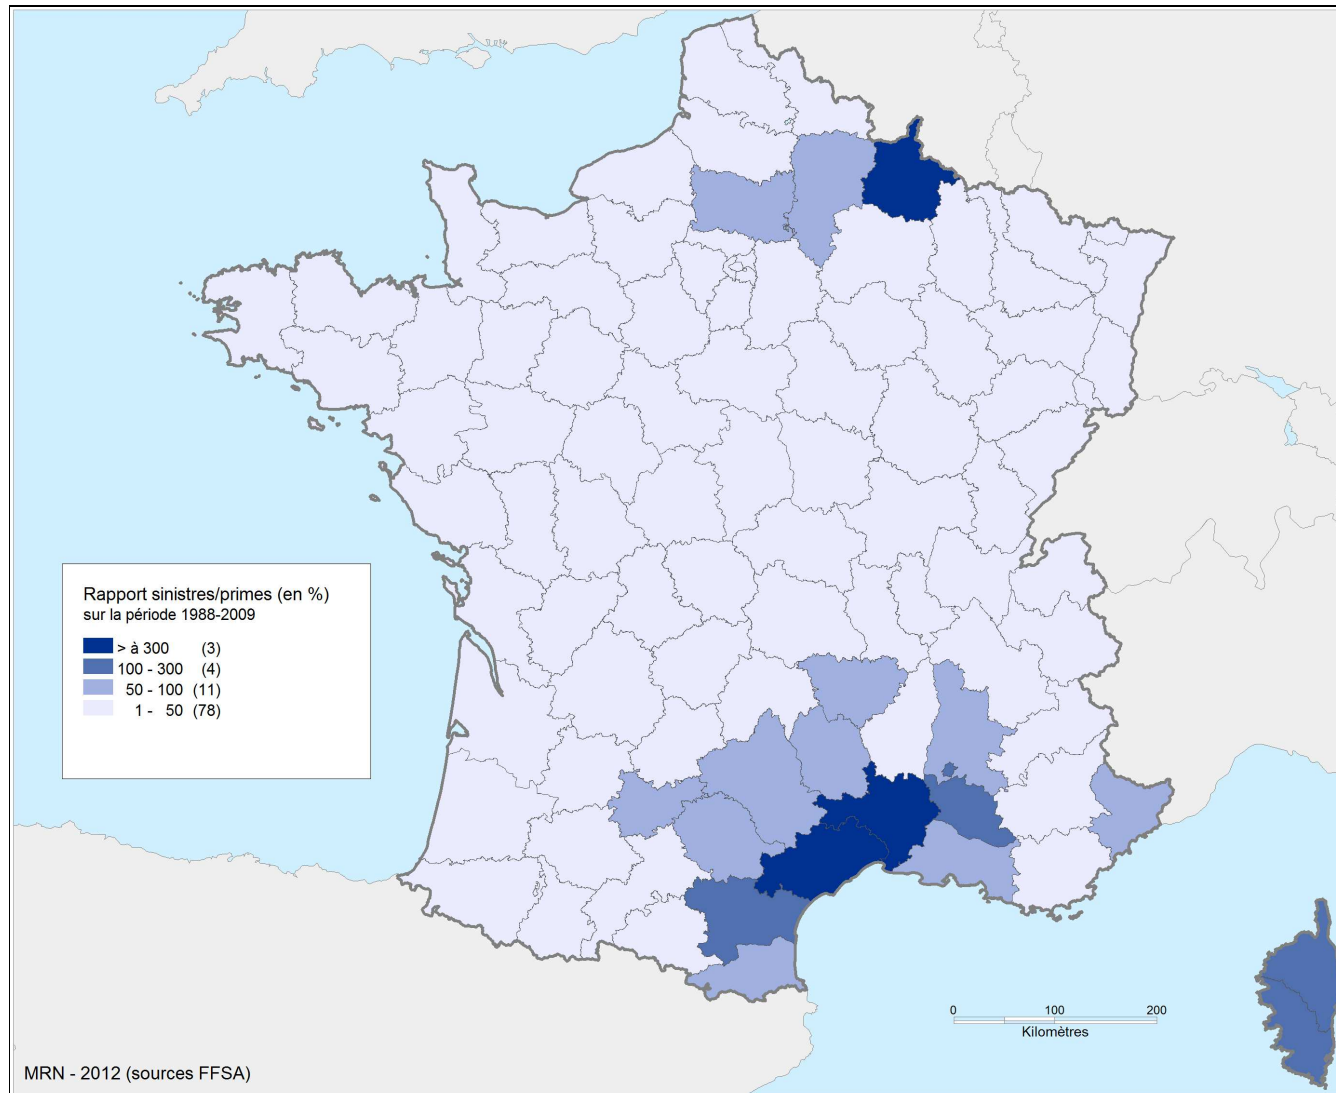 Rapport sinistres/primes (en %)
sur la période 1988-2009
> à 300 (3)
100 - 300 (4)
50 - 100 (11)
1 - 50 (78)
0 100 200
Kilomètres
MRN - 2012 (sources FFSA)